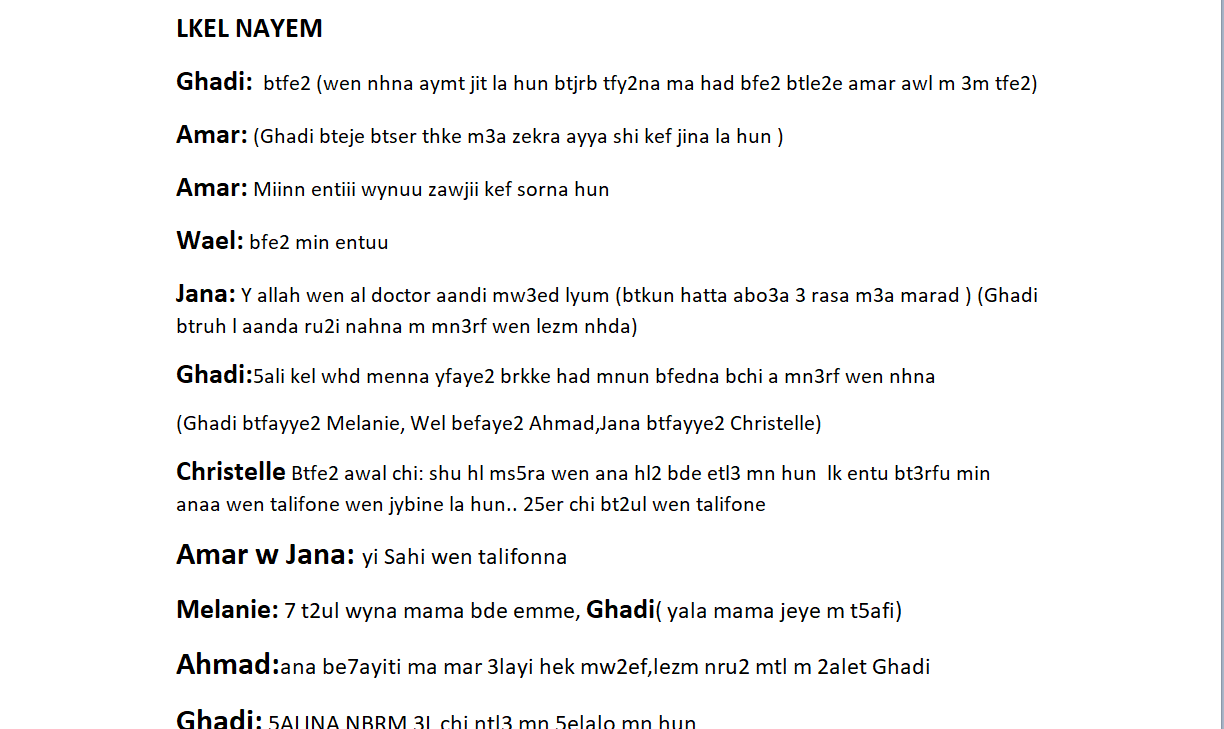 LKEL NAYEM
Ghadi: btfe2 (wen nhna aymt jit la hun btjrb tfy2na ma had bfe2 btle2e amar awl m 3m tfe2)
Amar: (Ghadi bteje btser thke m3a zekra ayya shi kef jina la hun )
Amar: Miinn entiii wynuu zawjii kef sorna hun
Wael: bfe2 min entuu
Jana: Y allah wen al doctor aandi mw3ed lyum (btkun hatta abo3a 3 rasa m3a marad ) (Ghadi
btruh l aanda ru2i nahna m mn3rf wen lezm nhda)
Ghadi:5ali kel whd menna yfaye2 brkke had mnun bfedna bchi a mn3rf wen nhna
(Ghadi btfayye2 Melanie, Wel befaye2 Ahmad,Jana btfayye2 Christelle)
Christelle Btfe2 awal chi: shu hl ms5ra wen ana hl2 bde etl3 mn hun lk entu bt3rfu min
anaa wen talifone wen jybine la hun.. 25er chi bt2ul wen talifone
Amar w Jana: yi Sahi wen talifonna
Melanie: 7 t2ul wyna mama bde emme, Ghadi( yala mama jeye m t5afi)
Ahmad:ana be7ayiti ma mar 3layi hek mw2ef,lezm nru2 mtl m 2alet Ghadi
Ghadi: 5ALINA NBRM 3L chi ntl3 mn 5elalo mn hun